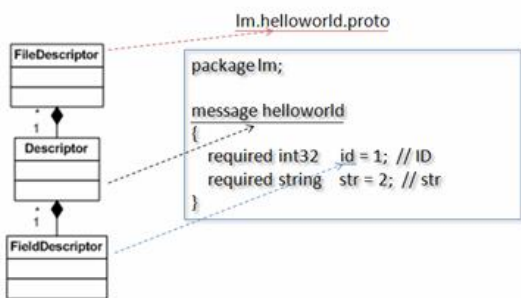 lm.helloworld.proto
FileDescriptor
*
1
Descriptor
*
1
FieldDescriptor
package lm;
message helloworld
{
required int32 id = 1; // ID
required string str = 2; // str
}